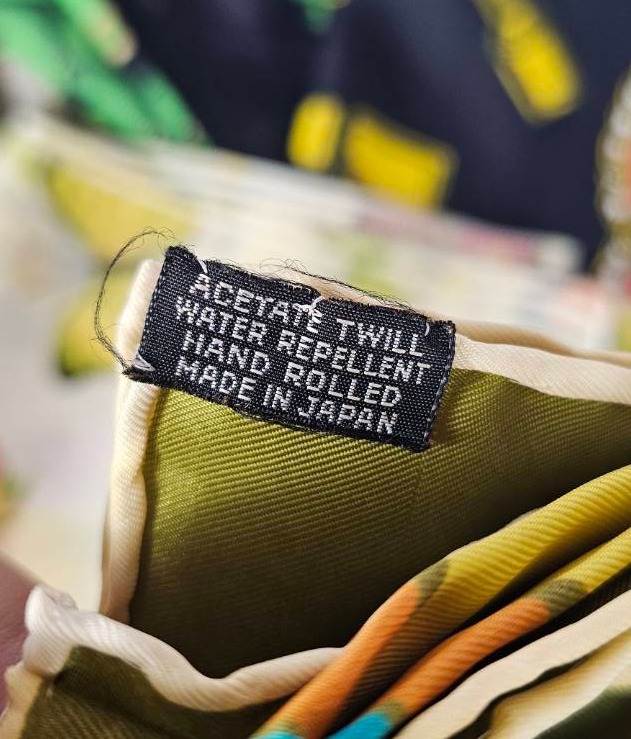 ACETATE TWILL
WATER REPELLENT
HAND ROLLED
MADE IN JAPAN